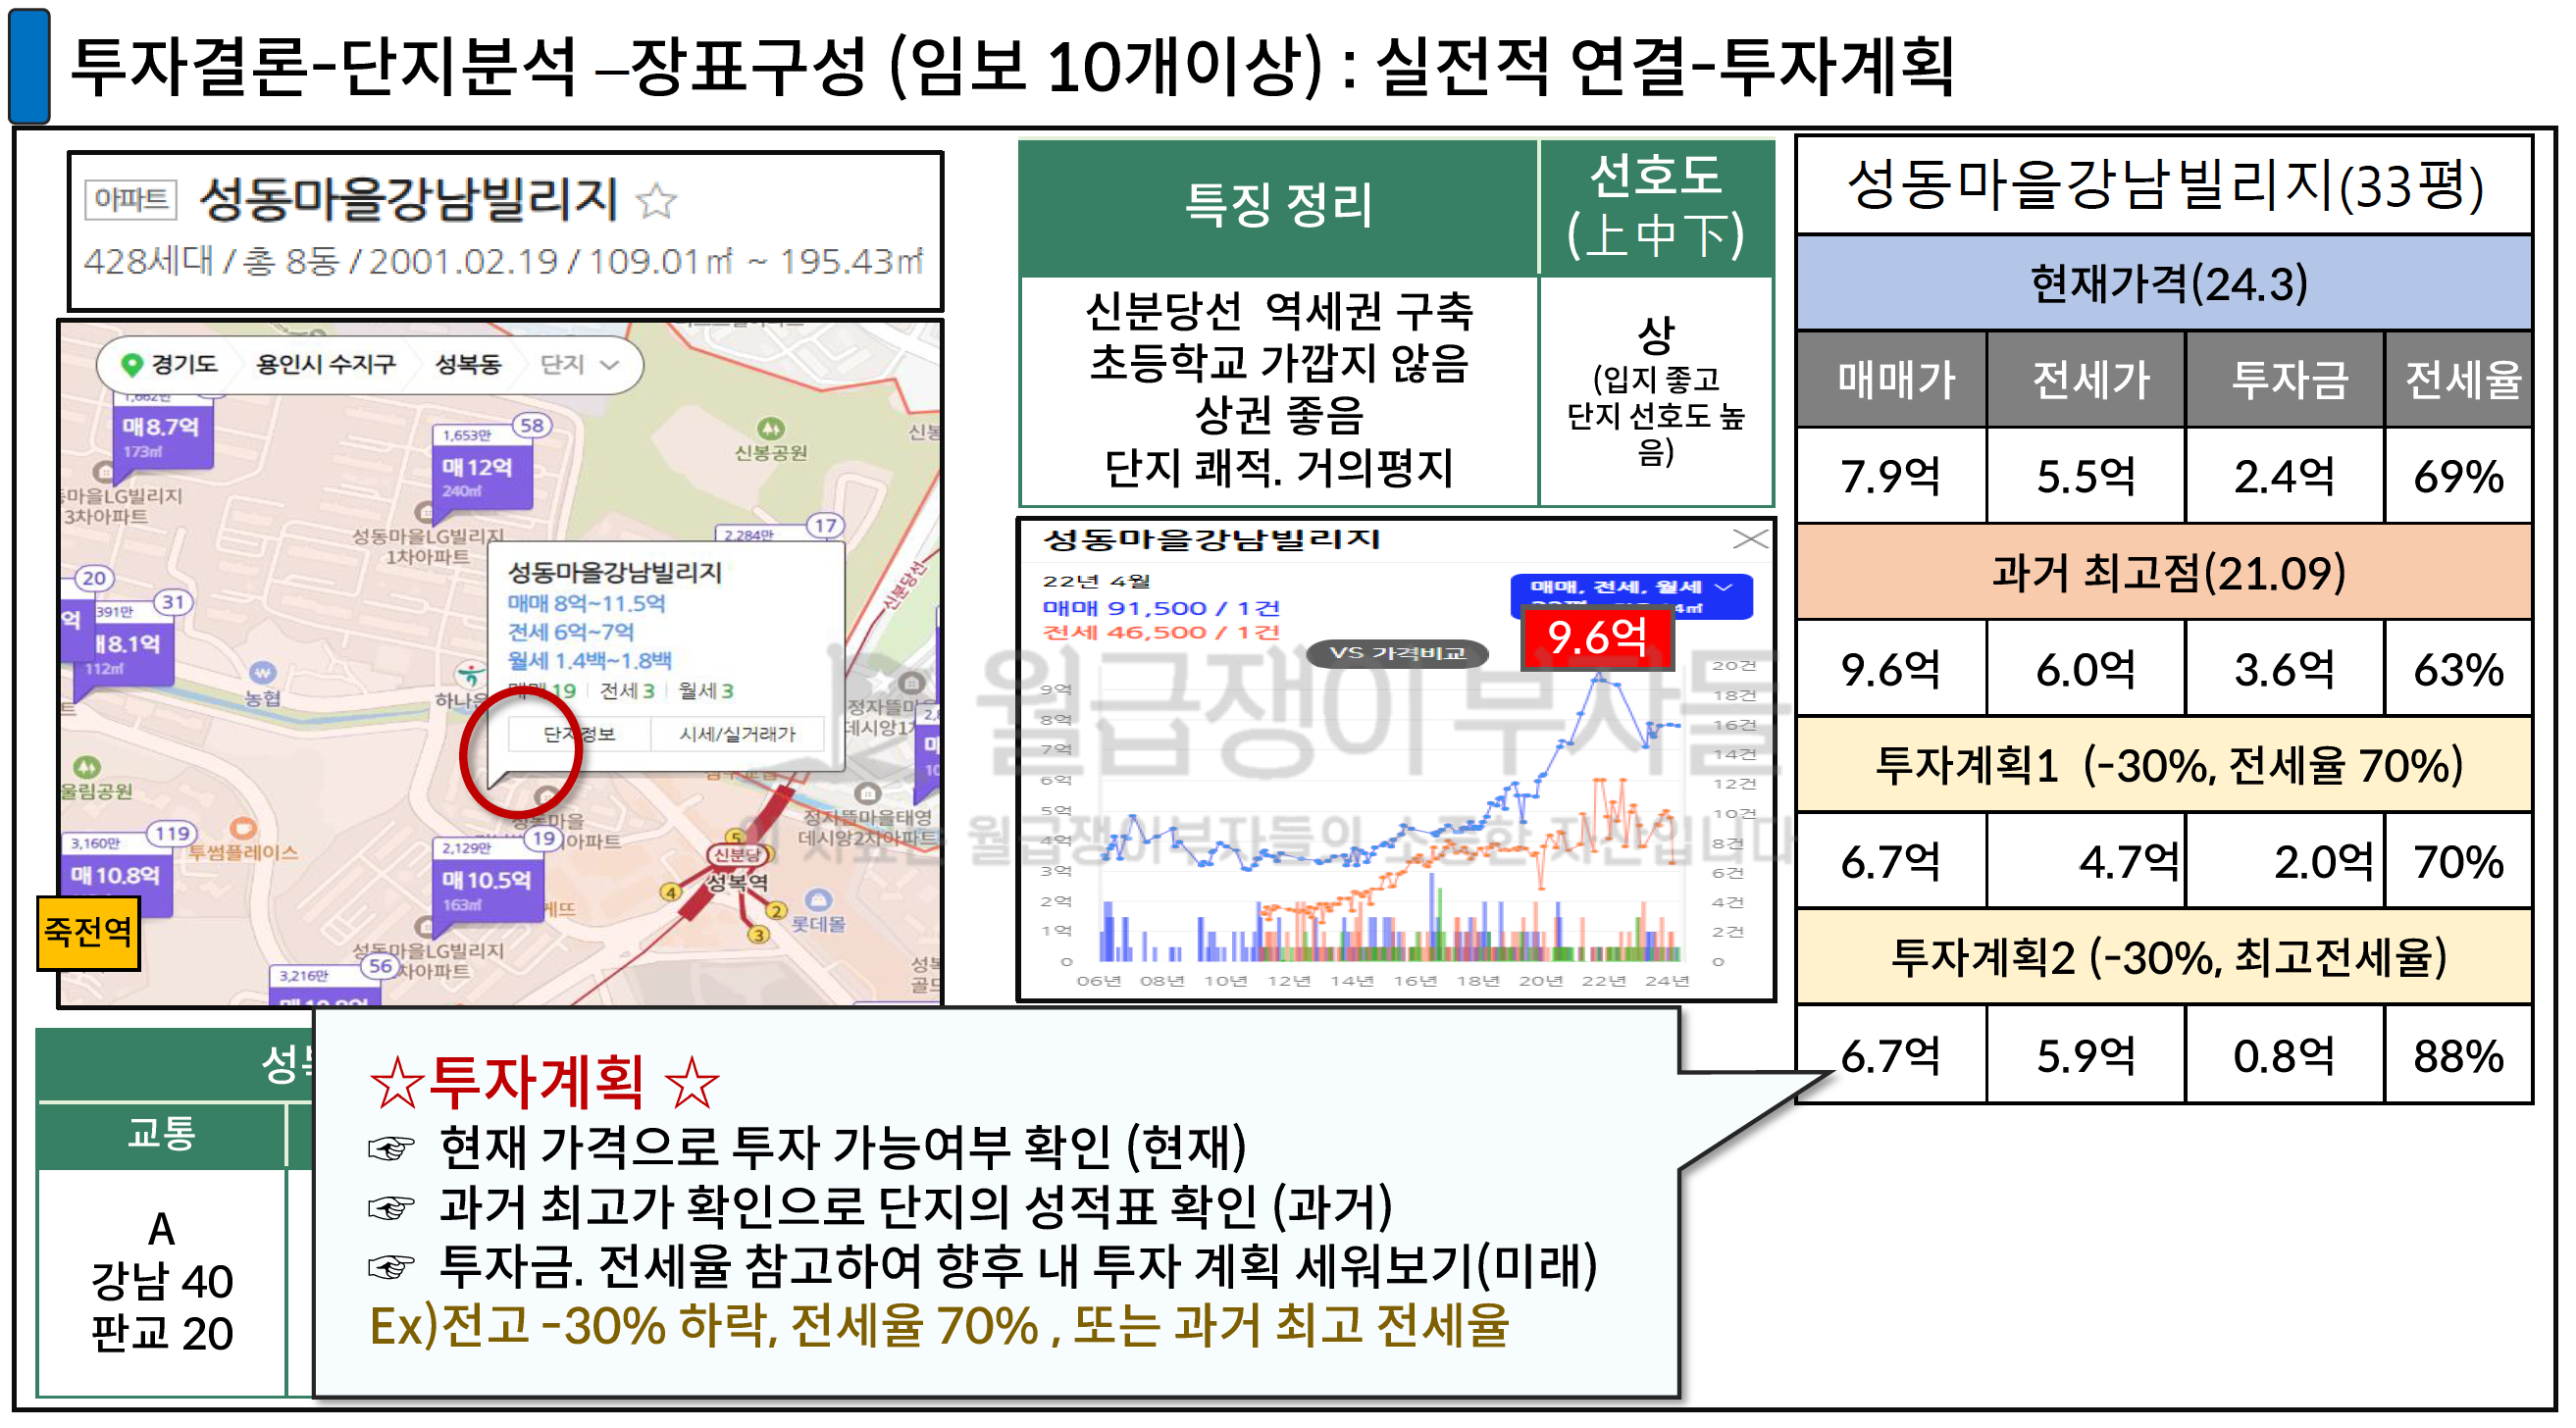 투자결론-단지분석 –장표구성 (임보 10개이상) : 실전적 연결-투자계획
아파트 성동마을강남빌리지 ☆
428세대 / 총 8동 / 2001.02.19 / 109.01㎡ ~ 195.43㎡
경기도 용인시 수지구 성복동 단지
1,662만
매8.7억
173㎡
58
1,653만
매12억
240㎡
신봉공원
마을LG빌리지
3차아파트
성동마을LG빌리지
1차아파트
17
2,284만
신분당선
20
31
391만
8.1억
112㎡
농협
성동마을강남빌리지
매매 8억~11.5억
전세 6억~7억
월세 1.4백~1.8백
매매19 전세3 월세3
단지정보 시세/실거래가
데시앙1
울림공원
119
3,160만
매10.8억
투썸플레이스
성동마을
아파트
19
2,129만
매10.5억
163㎡
정자뜰마을태영
데시앙2차아파트
5
신분당
성복역
4
2
3
롯데몰
죽전역
성동마을LG빌리지
차아파트
56
3,216만
특징 정리
선호도
(上中下)
신분당선 역세권 구축
초등학교 가깝지 않음
상권 좋음
단지 쾌적. 거의평지
상
(입지 좋고
단지 선호도 높
음)
성동마을강남빌리지
22년 4월
매매 91,500 / 1건
전세 46,500 / 1건
매매, 전세, 월세
VS 가격비교
9.6억
9억
8억
7억
6억
5억
4억
3억
2억
1억
0
20건
18건
16건
14건
12건
10건
8건
6건
4건
2건
0
06년 08년 10년 12년 14년 16년 18년 20년 22년 24년
월급쟁이부자들
이 자료는 월급쟁이부자들의 소중한 자산입니다
성동마을강남빌리지(33평)
현재가격(24.3)
매매가 전세가 투자금 전세율
7.9억 5.5억 2.4억 69%
과거 최고점(21.09)
9.6억 6.0억 3.6억 63%
투자계획1 (-30%, 전세율 70%)
6.7억 4.7억 2.0억 70%
투자계획2 (-30%, 최고전세율)
6.7억 5.9억 0.8억 88%
교통
A
강남 40
판교 20
☆투자계획 ☆
☞ 현재 가격으로 투자 가능여부 확인 (현재)
☞ 과거 최고가 확인으로 단지의 성적표 확인 (과거)
☞ 투자금. 전세율 참고하여 향후 내 투자 계획 세워보기(미래)
Ex)전고 -30% 하락, 전세율 70% , 또는 과거 최고 전세율